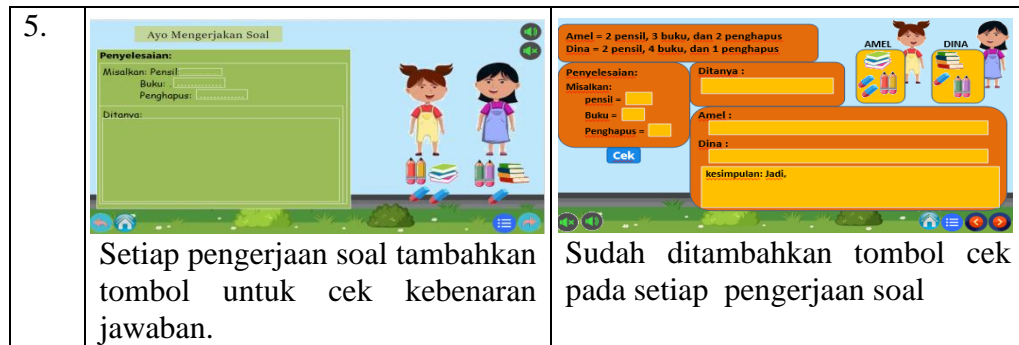 5.
Ayo Mengerjakan Soal
Penyelesaian:
Misalkan: Pensil:
Buku:
Penghapus:
Ditanya:
Setiap pengerjaan soal tambahkan
tombol untuk cek kebenaran
jawaban.
Amel = 2 pensil, 3 buku, dan 2 penghapus
Dina = 2 pensil, 4 buku, dan 1 penghapus
AMEL
DINA
Penyelesaian:
Misalkan:
pensil =
Buku =
Penghapus =
Cek
Ditanya :
Amel :
Dina :
kesimpulan: Jadi,
Sudah ditambahkan tombol cek
pada setiap pengerjaan soal